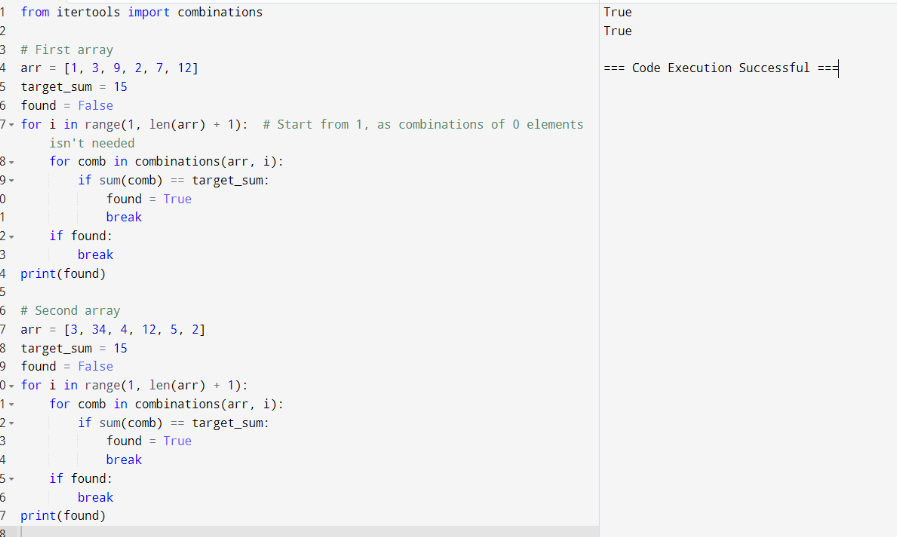 1 from itertools import combinations
2
3 # First array
4 arr = [1, 3, 9, 2, 7, 12]
5 target_sum = 15
6 found = False
7 for i in range(1, len(arr) + 1):  # Start from 1, as combinations of 0 elements
isn't needed
8     for comb in combinations(arr, i):
9         if sum(comb) == target_sum:
0             found = True
1             break
2     if found:
3         break
4 print(found)
5
6 # Second array
7 arr = [3, 34, 4, 12, 5, 2]
8 target_sum = 15
9 found = False
0 for i in range(1, len(arr) + 1):
1     for comb in combinations(arr, i):
2         if sum(comb) == target_sum:
3             found = True
4             break
5     if found:
6         break
7 print(found)
8
True
True
=== Code Execution Successful ===